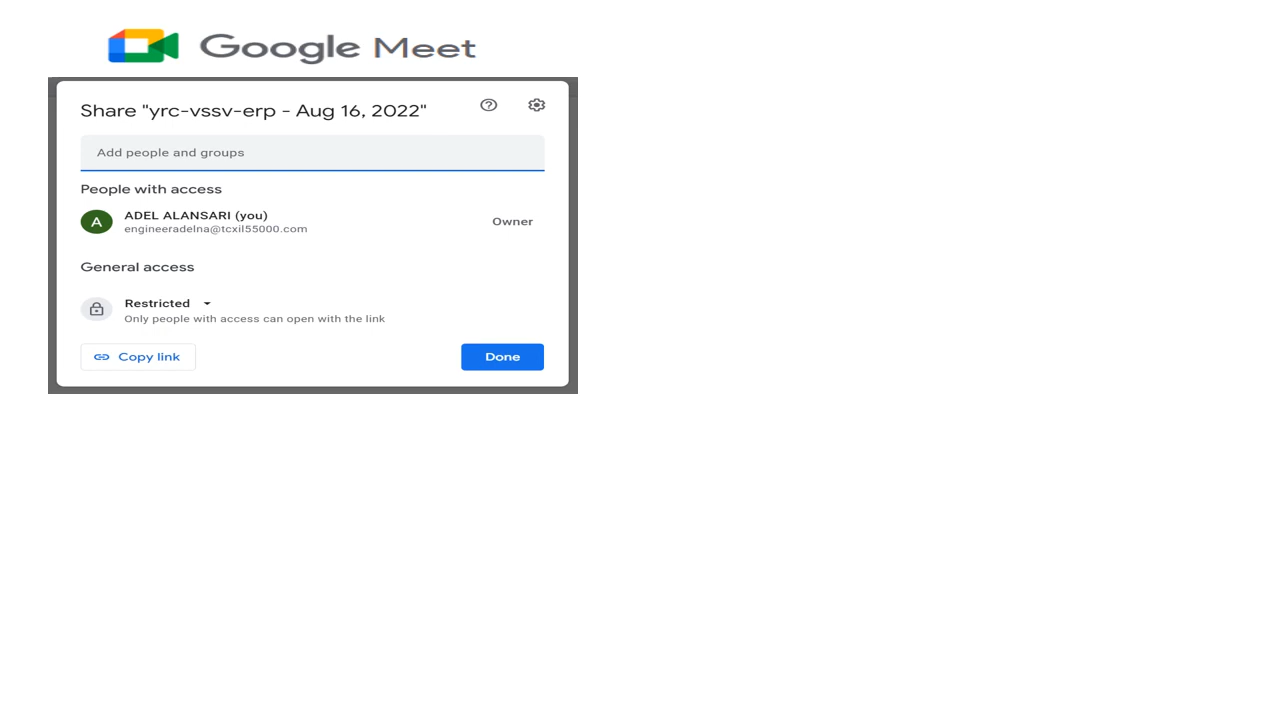 Google Meet
Share "yrc-vssv-erp - Aug 16, 2022"
Add people and groups
People with access
A
ADEL ALANSARI (you)
engineeradelna@tcxil55000.com
Owner
General access
Restricted
Only people with access can open with the link
Copy link
Done